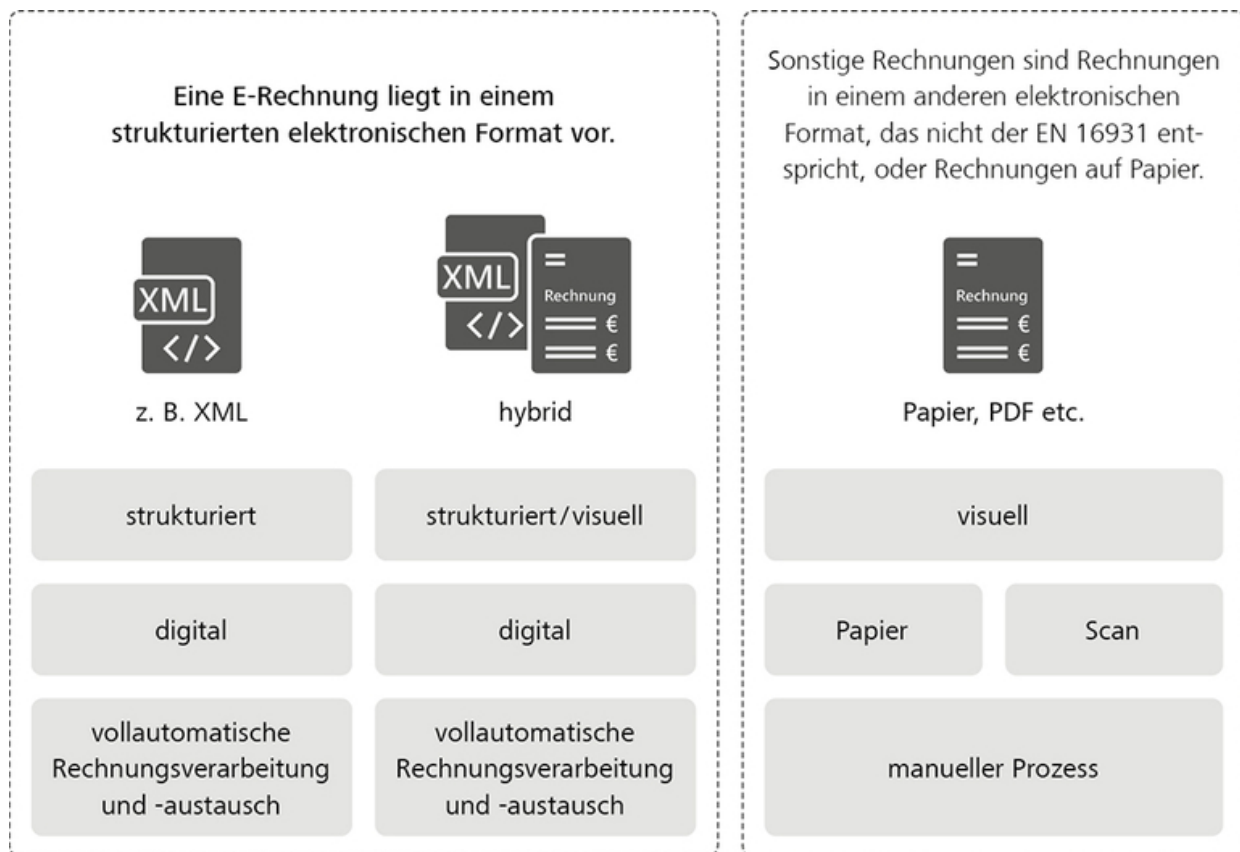 Eine E-Rechnung liegt in einem
strukturierten elektronischen Format vor.
XML
</>
z. B. XML
XML
</>
=
Rechnung
€
€
hybrid
strukturiert
strukturiert/visuell
digital
digital
vollautomatische
Rechnungsverarbeitung
und -austausch
vollautomatische
Rechnungsverarbeitung
und -austausch
Sonstige Rechnungen sind Rechnungen
in einem anderen elektronischen
Format, das nicht der EN 16931 ent-
spricht, oder Rechnungen auf Papier.
=
Rechnung
€
€
Papier, PDF etc.
visuell
Papier
Scan
manueller Prozess